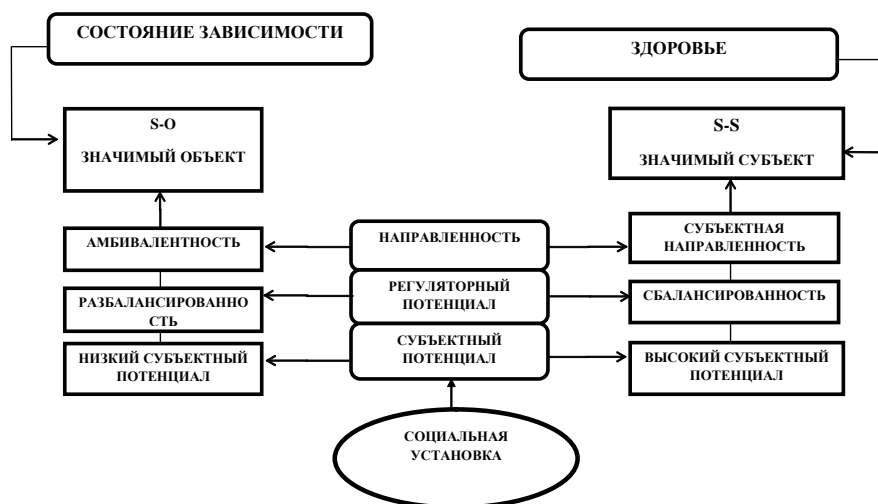 СОСТОЯНИЕ ЗАВИСИМОСТИ
ЗДОРОВЬЕ
S-O
ЗНАЧИМЫЙ ОБЪЕКТ
S-S
ЗНАЧИМЫЙ СУБЪЕКТ
АМБИВАЛЕНТНОСТЬ
НАПРАВЛЕННОСТЬ
СУБЪЕКТНАЯ
НАПРАВЛЕННОСТЬ
РАЗБАЛАНСИРОВАННО
СТЬ
РЕГУЛЯТОРНЫЙ
ПОТЕНЦИАЛ
СБАЛАНСИРОВАННОСТЬ
НИЗКИЙ СУБЪЕКТНЫЙ
ПОТЕНЦИАЛ
СУБЪЕКТНЫЙ
ПОТЕНЦИАЛ
ВЫСОКИЙ СУБЪЕКТНЫЙ
ПОТЕНЦИАЛ
СОЦИАЛЬНАЯ
УСТАНОВКА